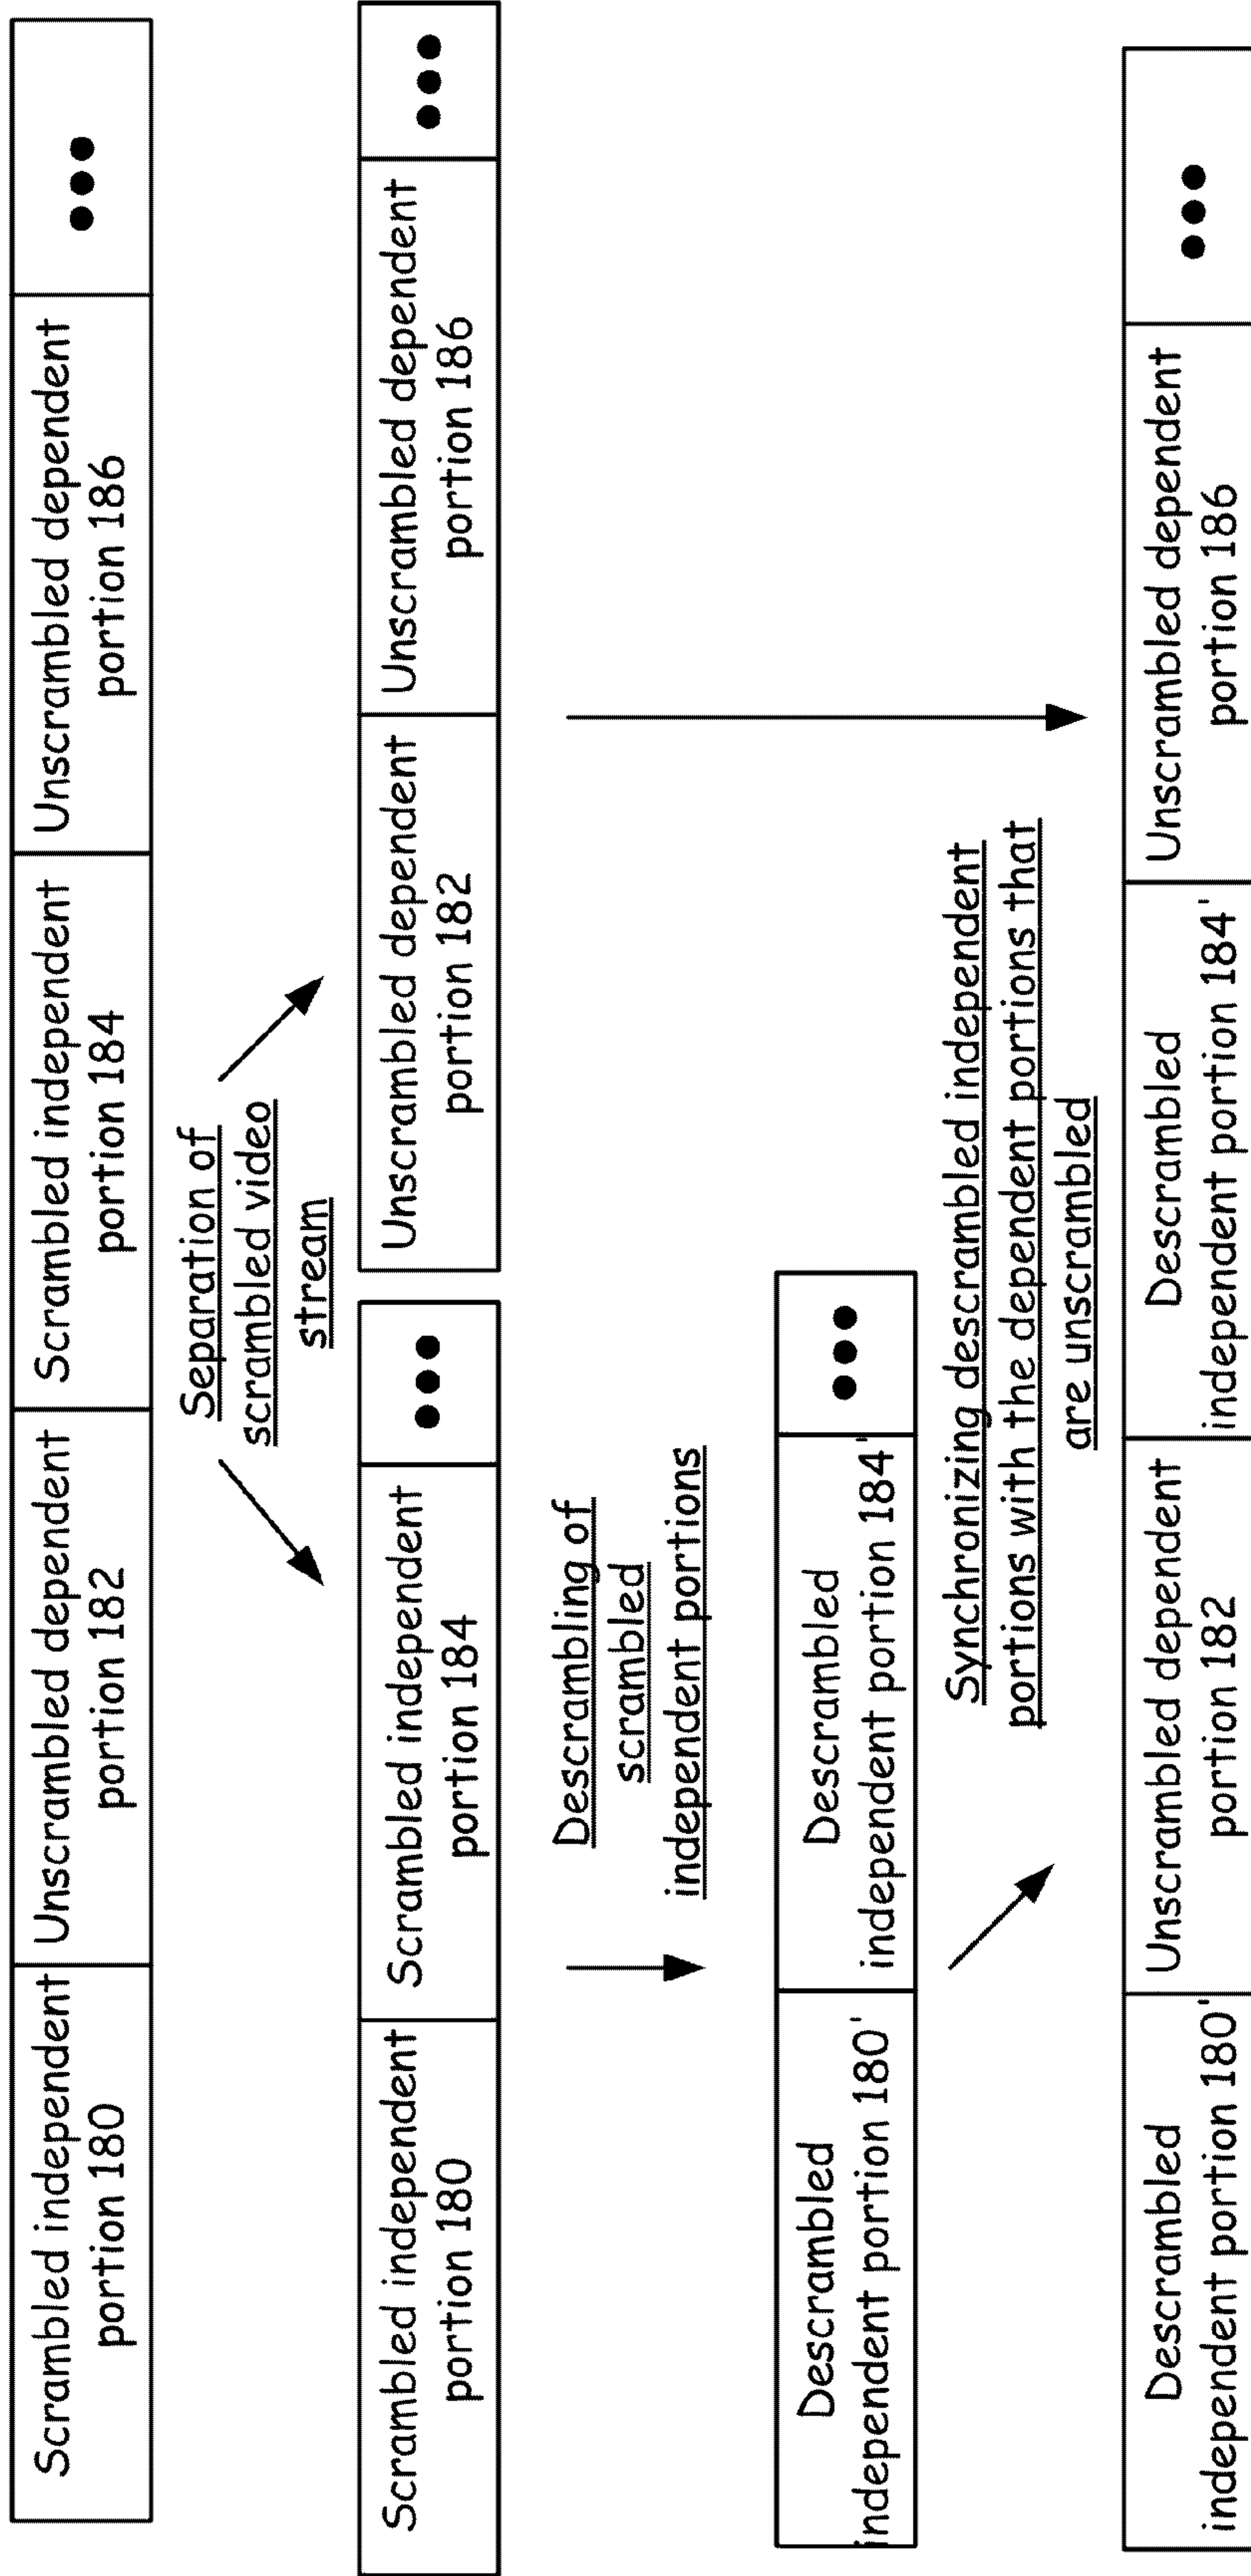 Scrambled independent
portion 180
Unscrambled dependent
portion 182
Scrambled independent
portion 184
Unscrambled dependent
portion 186
Separation of
scrambled video
stream
Scrambled independent
portion 180
Scrambled independent
portion 184
Unscrambled dependent
portion 182
Unscrambled dependent
portion 186
Descrambling of
scrambled
independent portions
Descrambled
independent portion 180'
Descrambled
independent portion 184'
Synchronizing descrambled independent
portions with the dependent portions that
are unscrambled
Descrambled
independent portion 180'
Unscrambled dependent
portion 182
Descrambled
independent portion 184'
Unscrambled dependent
portion 186